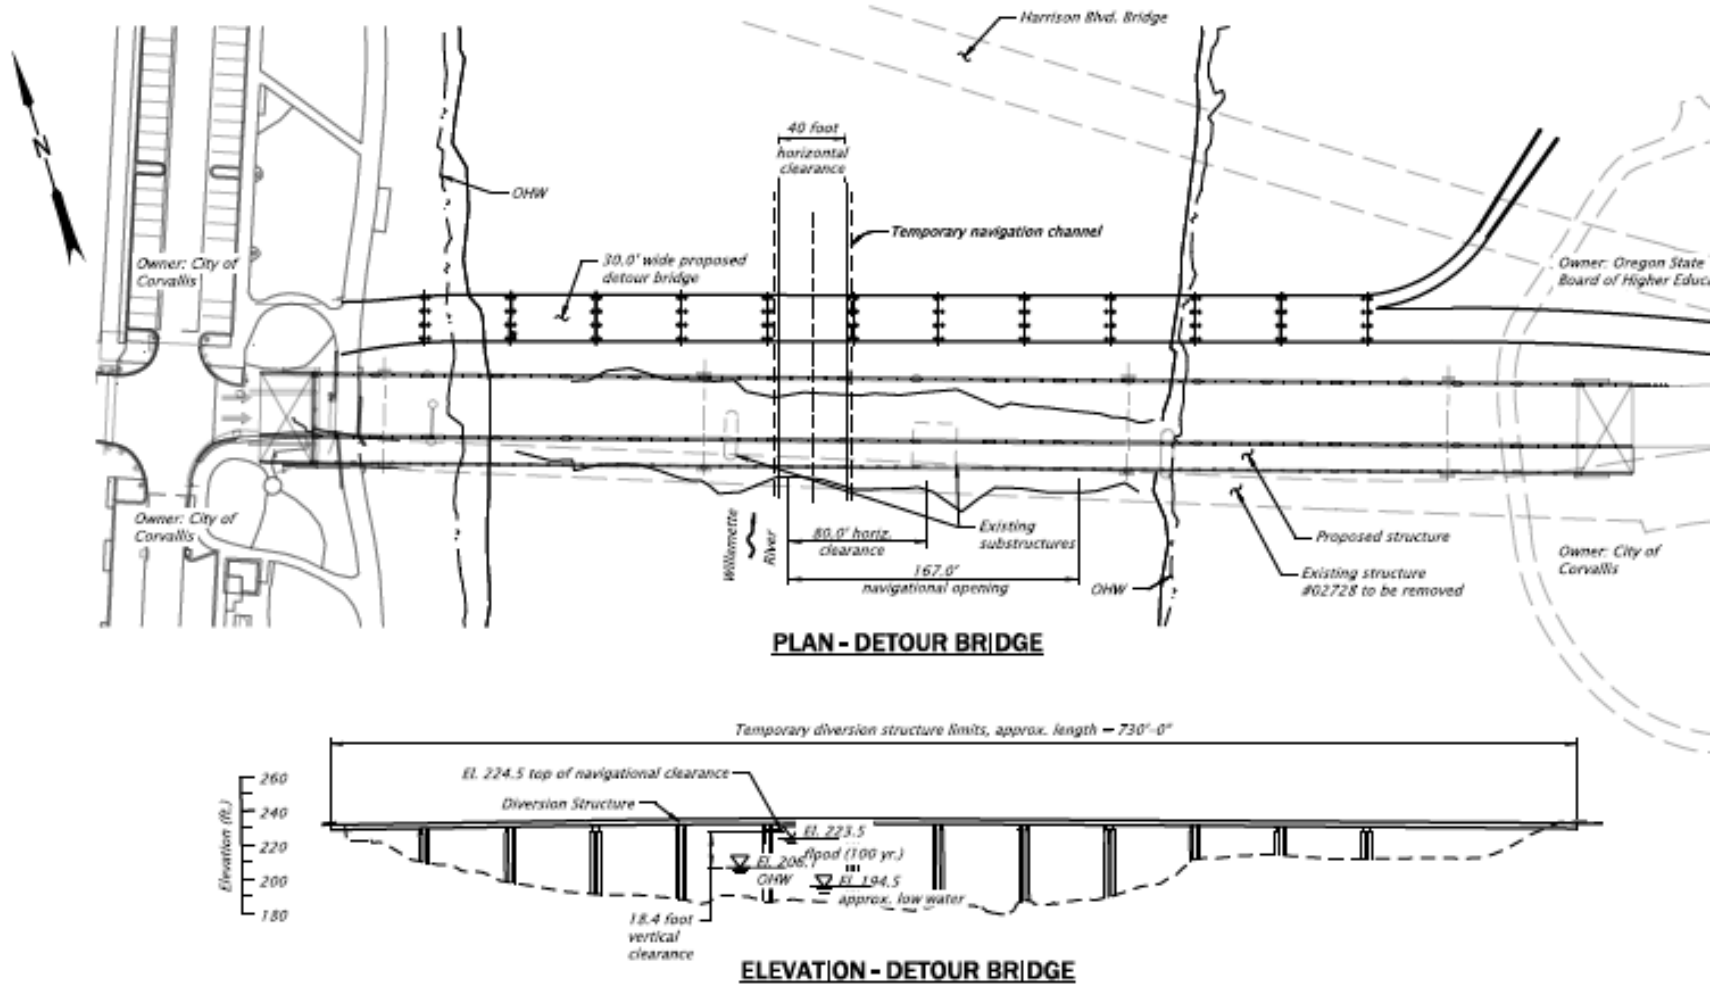 Harrison Blvd. Bridge
40 foot
horizontal
clearance
N
OHW
Temporary navigation channel
Owner: City of
Corvallis
30.0' wide proposed
detour bridge
Owner: Oregon State
Board of Higher Educa
Owner: City of
Corvallis
Willamette
River
80.0' horiz.
clearance
Existing
substructures
167.0'
navigational opening
OHW
Proposed structure
Existing structure
#02728 to be removed
Owner: City of
Corvallis
PLAN - DETOUR BRIDGE
Temporary diversion structure limits, approx. length = 730'-0"
El. 224.5 top of navigational clearance
Diversion Structure
Elevation (ft.)
260
240
220
200
180
El. 223.5
flood (100 yr.)
El. 206.1
OHW
El. 194.5
approx. low water
18.4 foot
vertical
clearance
ELEVATION - DETOUR BRIDGE